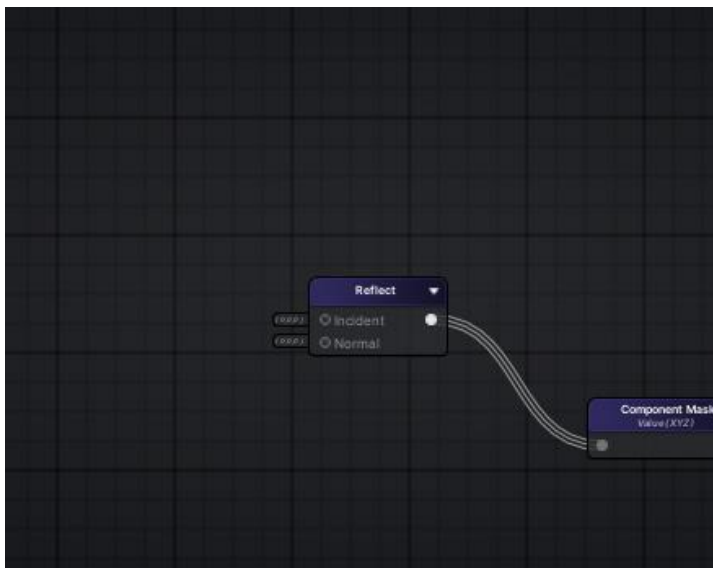 Reflect
Incident
Normal
Component Mask
Value(XYZ)